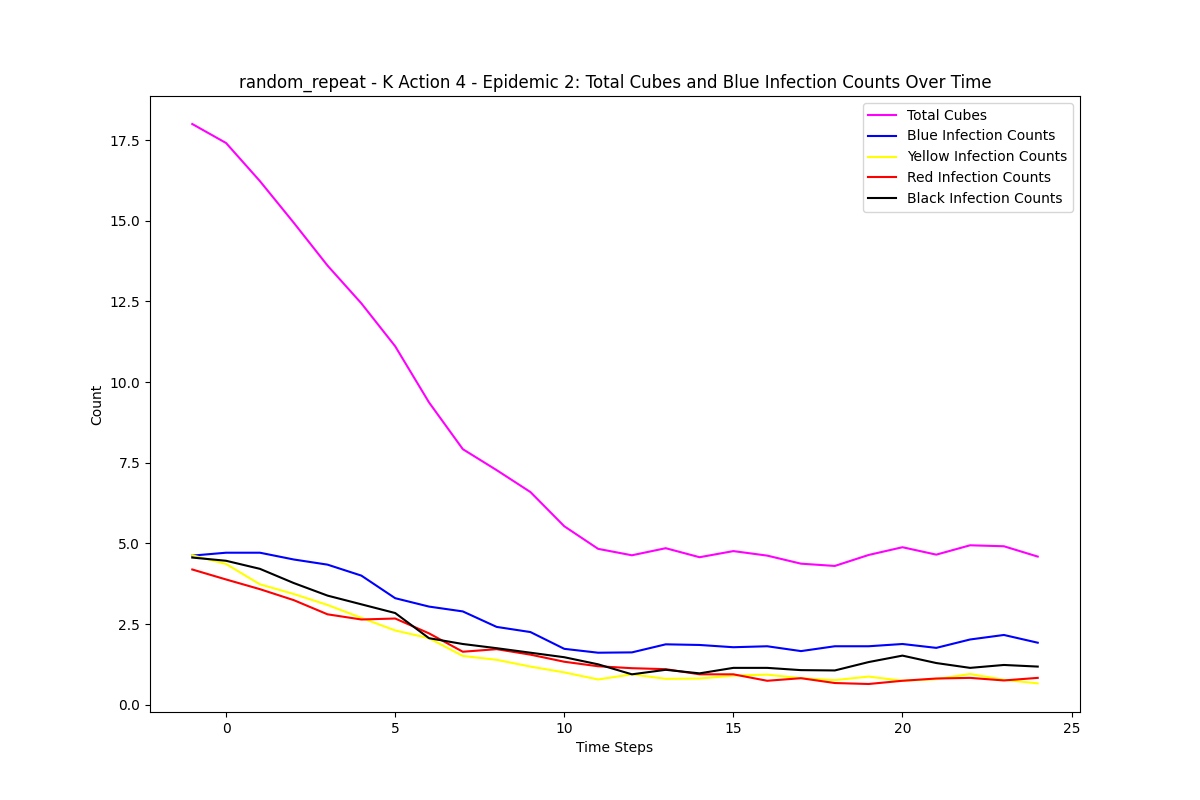 random_repeat - K Action 4 - Epidemic 2: Total Cubes and Blue Infection Counts Over Time
Total Cubes
Blue Infection Counts
Yellow Infection Counts
Red Infection Counts
Black Infection Counts
Count
17.5
15.0
12.5
10.0
7.5
5.0
2.5
0.0
0 5 10 15 20 25
Time Steps